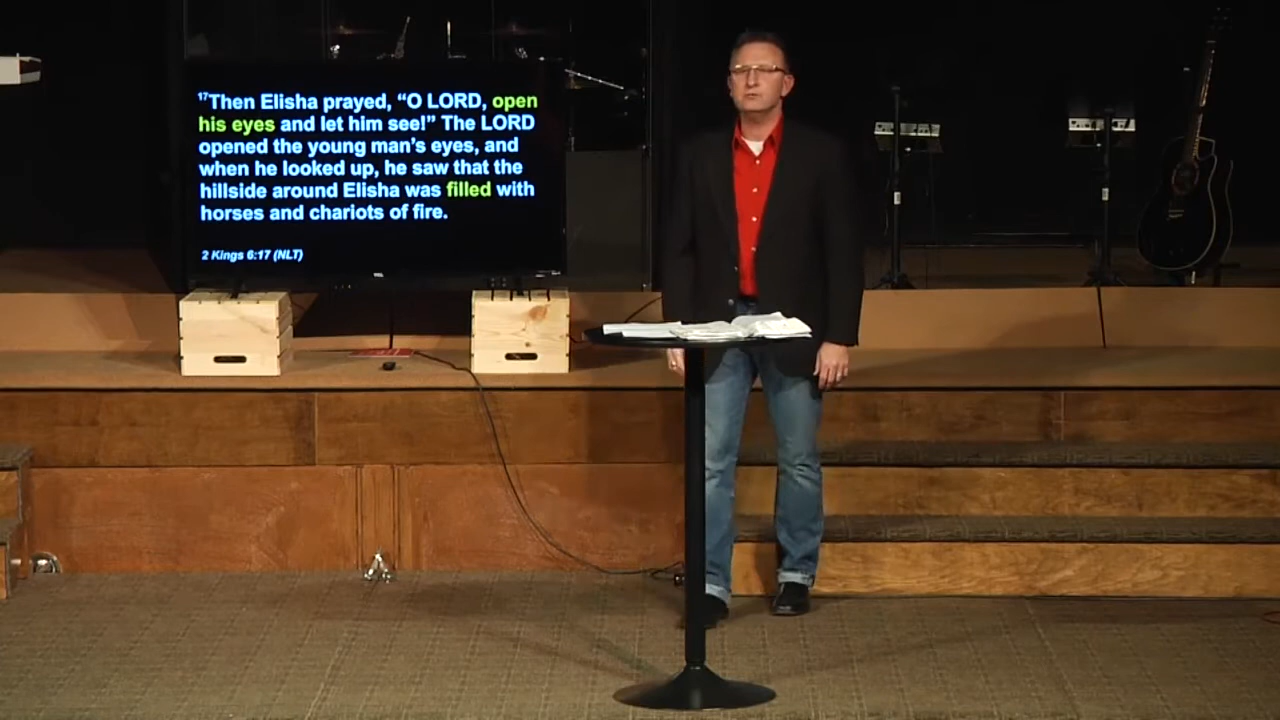 17Then Elisha prayed, “O LORD, open
his eyes and let him see!” The LORD
opened the young man’s eyes, and
when he looked up, he saw that the
hillside around Elisha was filled with
horses and chariots of fire.
2 Kings 6:17 (NLT)